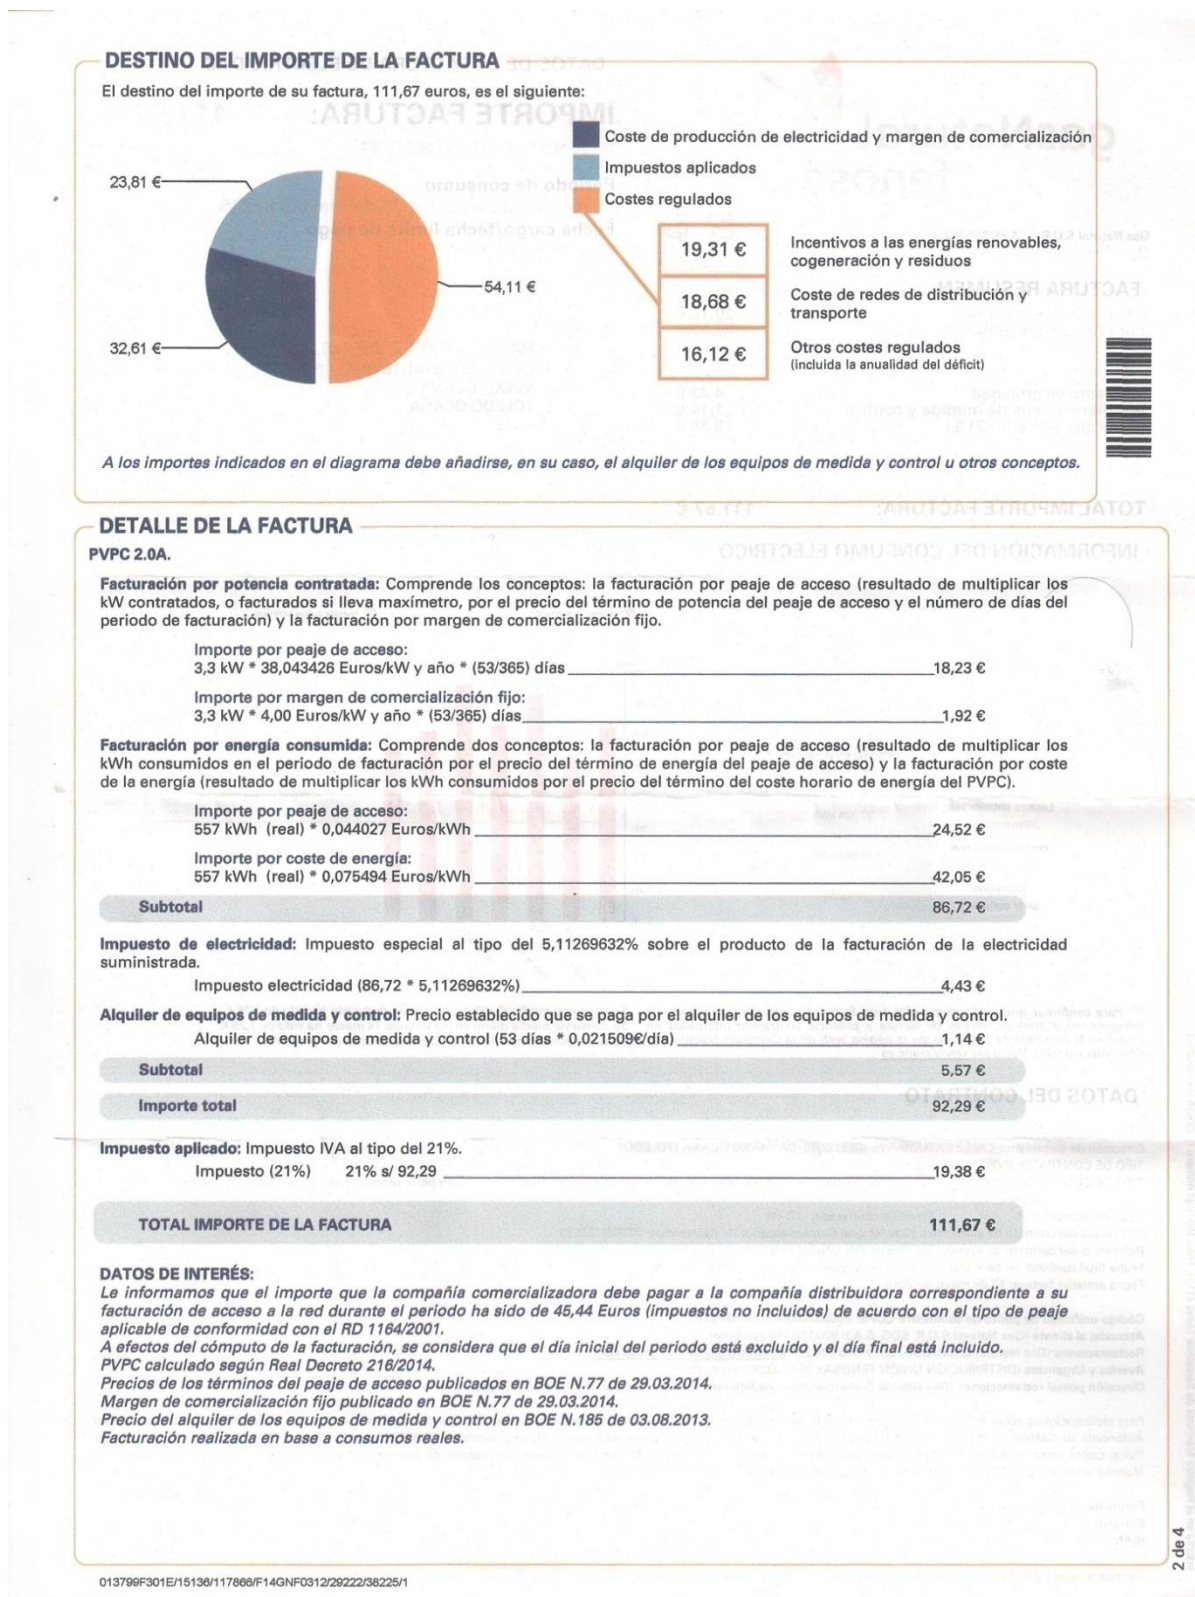 DESTINO DEL IMPORTE DE LA FACTURA
El destino del importe de su factura, 111,67 euros, es el siguiente:
Coste de producción de electricidad y margen de comercialización
Impuestos aplicados
Costes regulados
23,81 €
54,11 €
32,61 €
19,31 €
Incentivos a las energías renovables,
cogeneración y residuos
18,68 €
Coste de redes de distribución y
transporte
16,12 €
Otros costes regulados
(incluida la anualidad del déficit)
A los importes indicados en el diagrama debe añadirse, en su caso, el alquiler de los equipos de medida y control u otros conceptos.
DETALLE DE LA FACTURA
PVPC 2.0A.
Facturación por potencia contratada: Comprende los conceptos: la facturación por peaje de acceso (resultado de multiplicar los
kW contratados, o facturados si lleva maxímetro, por el precio del término de potencia del peaje de acceso y el número de días del
periodo de facturación) y la facturación por margen de comercialización fijo.
Importe por peaje de acceso:
3,3 kW * 38,043426 Euros/kW y año * (53/365) días 18,23 €
Importe por margen de comercialización fijo:
3,3 kW * 4,00 Euros/kW y año * (53/365) días 1,92 €
Facturación por energía consumida: Comprende dos conceptos: la facturación por peaje de acceso (resultado de multiplicar los
kWh consumidos en el periodo de facturación por el precio del término de energía del peaje de acceso) y la facturación por coste
de la energía (resultado de multiplicar los kWh consumidos por el precio del término del coste horario de energía del PVPC).
Importe por peaje de acceso:
557 kWh (real) * 0,044027 Euros/kWh 24,52 €
Importe por coste de energía:
557 kWh (real) * 0,075494 Euros/kWh 42,05 €
Subtotal 86,72 €
Impuesto de electricidad: Impuesto especial al tipo del 5,11269632% sobre el producto de la facturación de la electricidad
suministrada.
Impuesto electricidad (86,72 * 5,11269632%) 4,43 €
Alquiler de equipos de medida y control: Precio establecido que se paga por el alquiler de los equipos de medida y control.
Alquiler de equipos de medida y control (53 días * 0,021509€/día) 1,14 €
Subtotal 5,57 €
Importe total 92,29 €
Impuesto aplicado: Impuesto IVA al tipo del 21%.
Impuesto (21%) 21% s/ 92,29 19,38 €
TOTAL IMPORTE DE LA FACTURA 111,67 €
DATOS DE INTERÉS:
Le informamos que el importe que la compañía comercializadora debe pagar a la compañía distribuidora correspondiente a su
facturación de acceso a la red durante el periodo ha sido de 45,44 Euros (impuestos no incluidos) de acuerdo con el tipo de peaje
aplicable de conformidad con el RD 1164/2001.
A efectos del cómputo de la facturación, se considera que el día inicial del periodo está excluido y el día final está incluido.
PVPC calculado según Real Decreto 216/2014.
Precios de los términos del peaje de acceso publicados en BOE N.77 de 29.03.2014.
Margen de comercialización fijo publicado en BOE N.77 de 29.03.2014.
Precio del alquiler de los equipos de medida y control en BOE N.185 de 03.08.2013.
Facturación realizada en base a consumos reales.
2 de 4
013799F301E/15136/117866/F14GNF0312/29222/38225/1